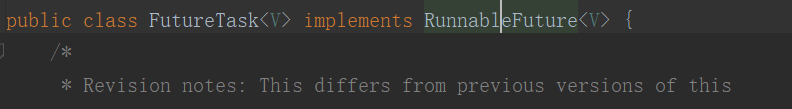 public class FutureTask<V> implements RunnableFuture<V> {
/*
* Revision notes: This differs from previous versions of this